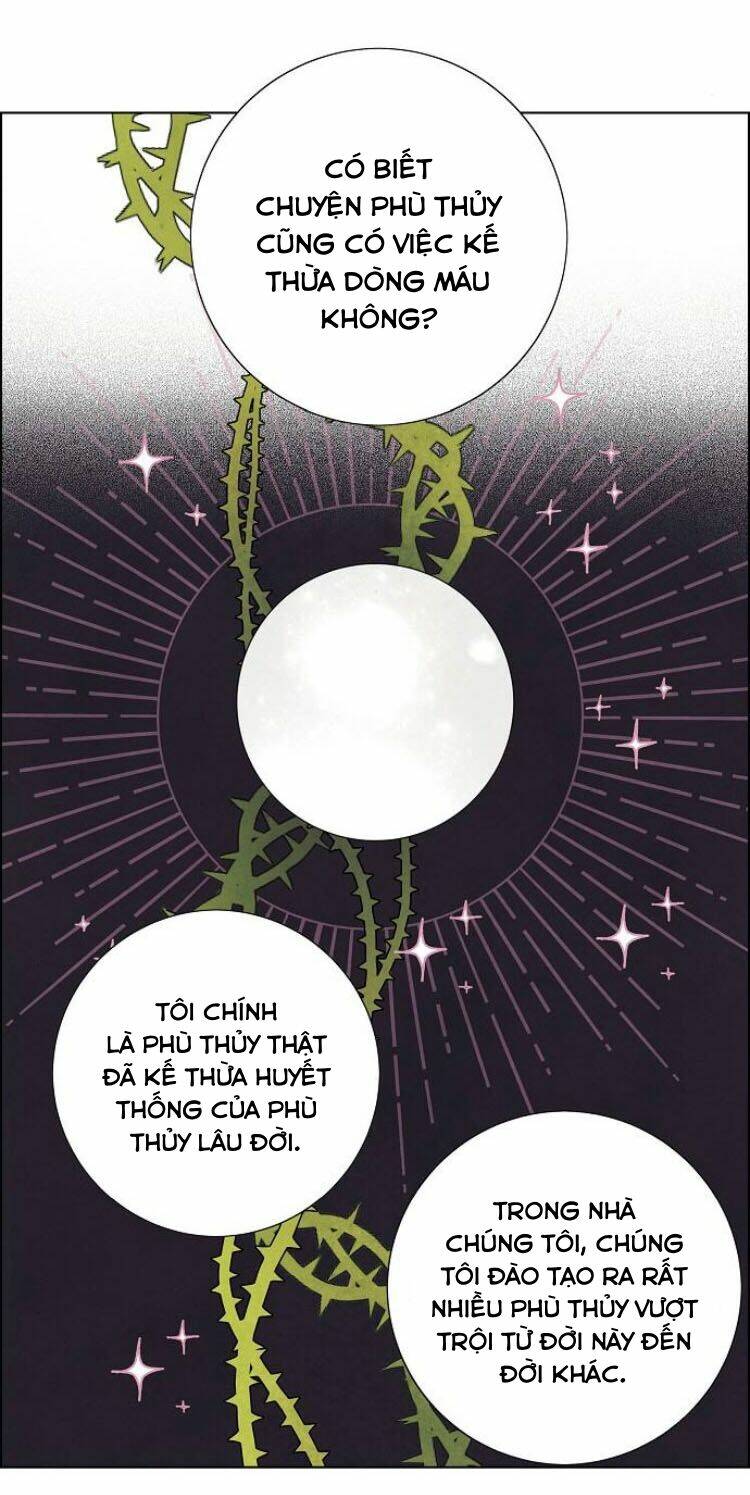 CÓ BIẾT
CHUYỆN PHÙ THỦY
CŨNG CÓ VIỆC KẾ
THỪA DÒNG MÁU
KHÔNG?
TÔI CHÍNH
LÀ PHÙ THỦY THẬT
ĐÃ KẾ THỪA HUYẾT
THỐNG CỦA PHÙ
THỦY LÂU ĐỜI.
TRONG NHÀ
CHÚNG TÔI, CHÚNG
TÔI ĐÀO TẠO RA RẤT
NHIỀU PHÙ THỦY VƯỢT
TRỘI TỪ ĐỜI NÀY ĐẾN
ĐỜI KHÁC.